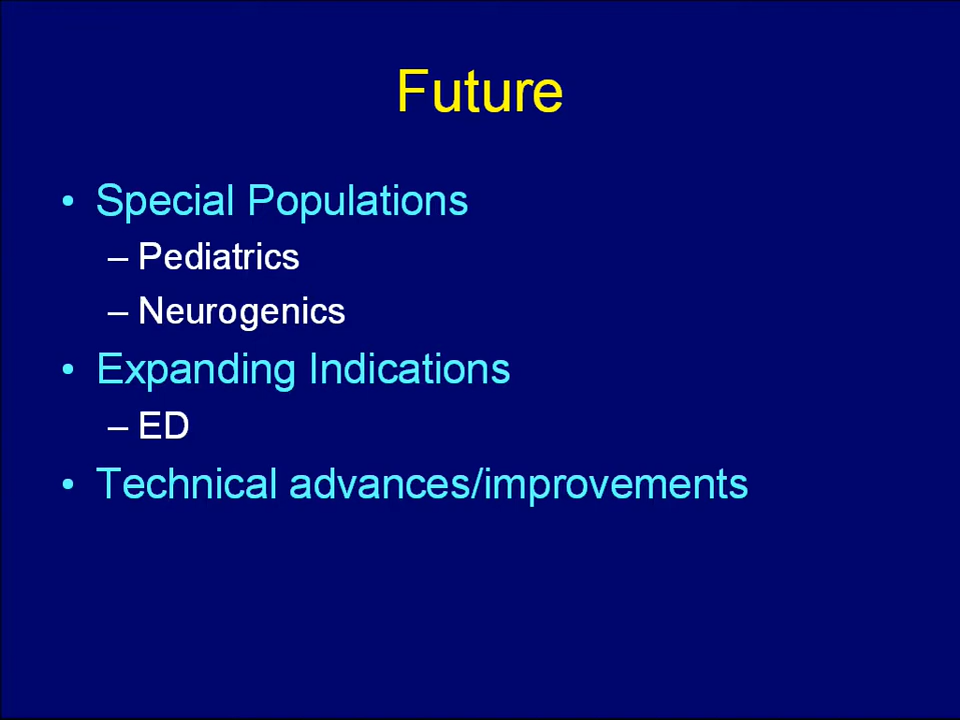 Future
• Special Populations
– Pediatrics
– Neurogenics
• Expanding Indications
– ED
• Technical advances/improvements